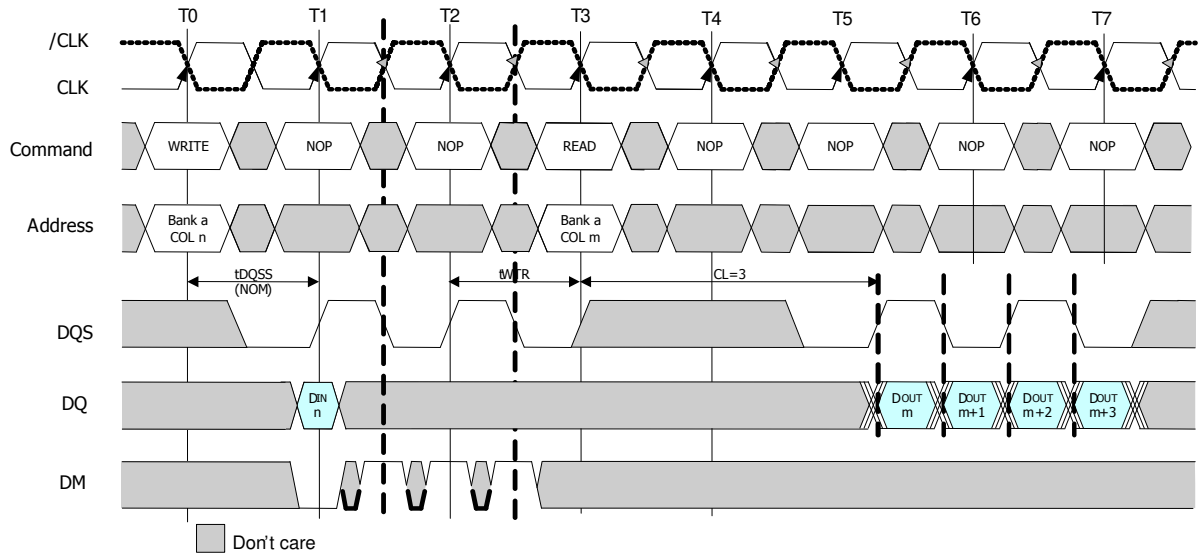 T0 T1 T2 T3 T4 T5 T6 T7
/CLK
CLK
Command WRITE NOP NOP READ NOP NOP NOP NOP
Address Bank a COL n Bank a COL m
tDQSS (NOM) tWTR CL=3
DQS
DQ DIN n DOUT m DOUT m+1 DOUT m+2 DOUT m+3
DM
Don't care